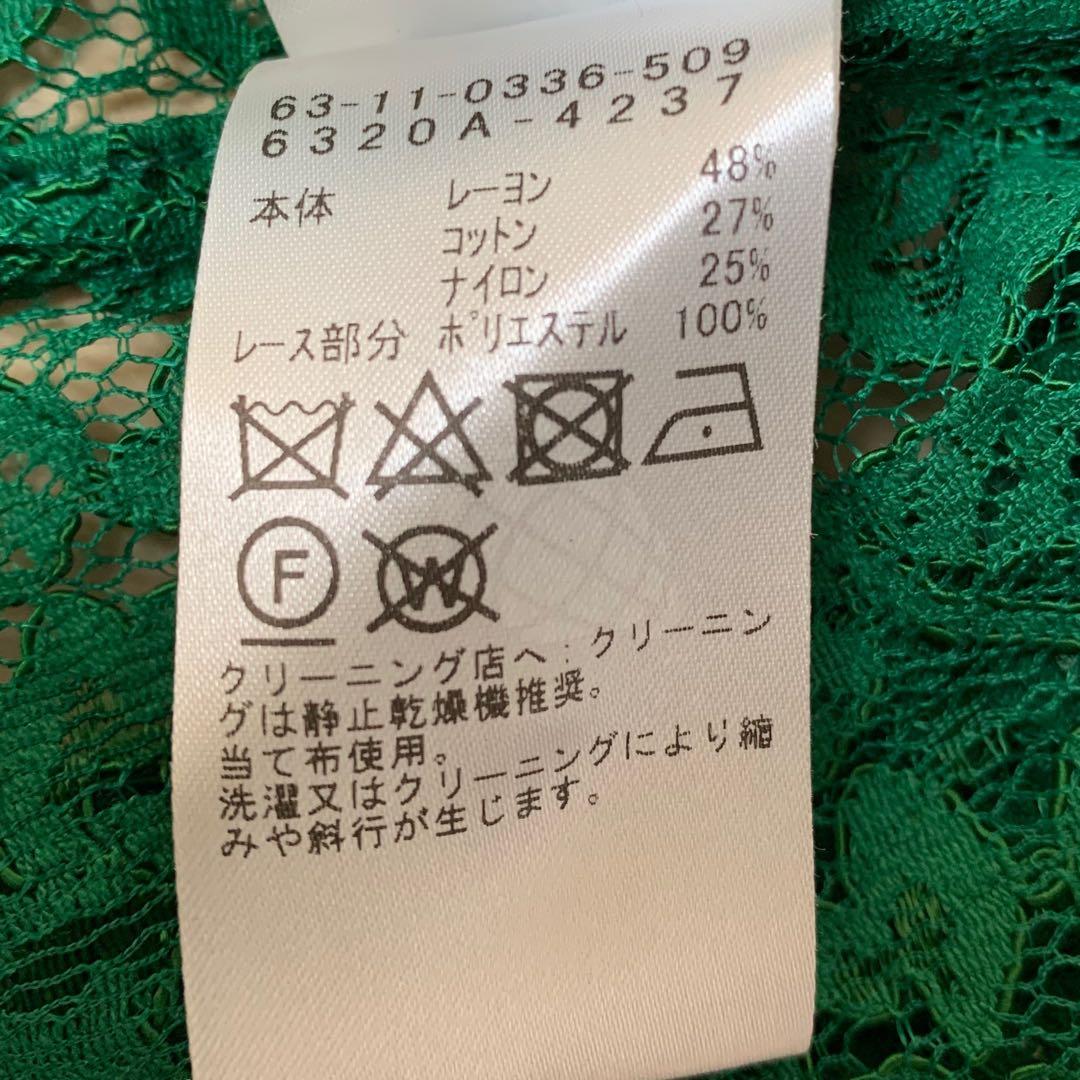 63-11-0336-509
6320A-4237
本体 レーヨン 48%
コットン 27%
ナイロン 25%
レース部分 ポリエステル 100%
F W
クリーニング店へ:クリーニン
グは静止乾燥機推奨。
当て布使用。
洗濯又はクリーニングにより縮
みや斜行が生じます。